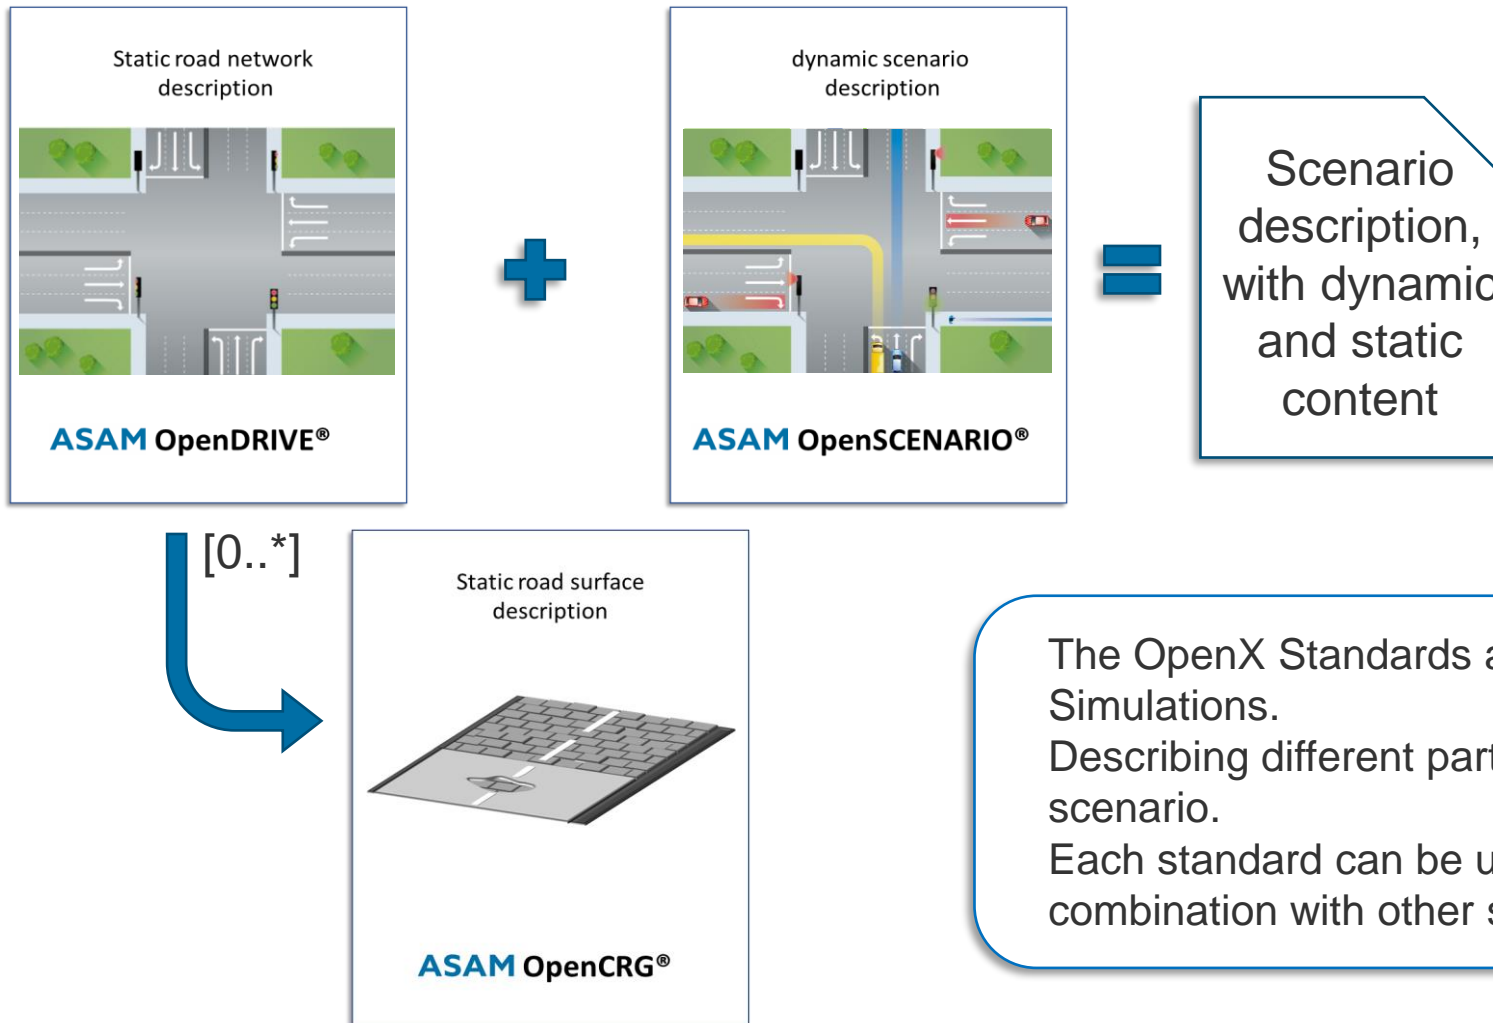 Static road network
description
ASAM OpenDRIVE®
dynamic scenario
description
ASAM OpenSCENARIO®
Scenario
description,
with dynamic
and static
content
[0..*]
Static road surface
description
ASAM OpenCRG®
The OpenX Standards a
Simulations.
Describing different part
scenario.
Each standard can be u
combination with other s